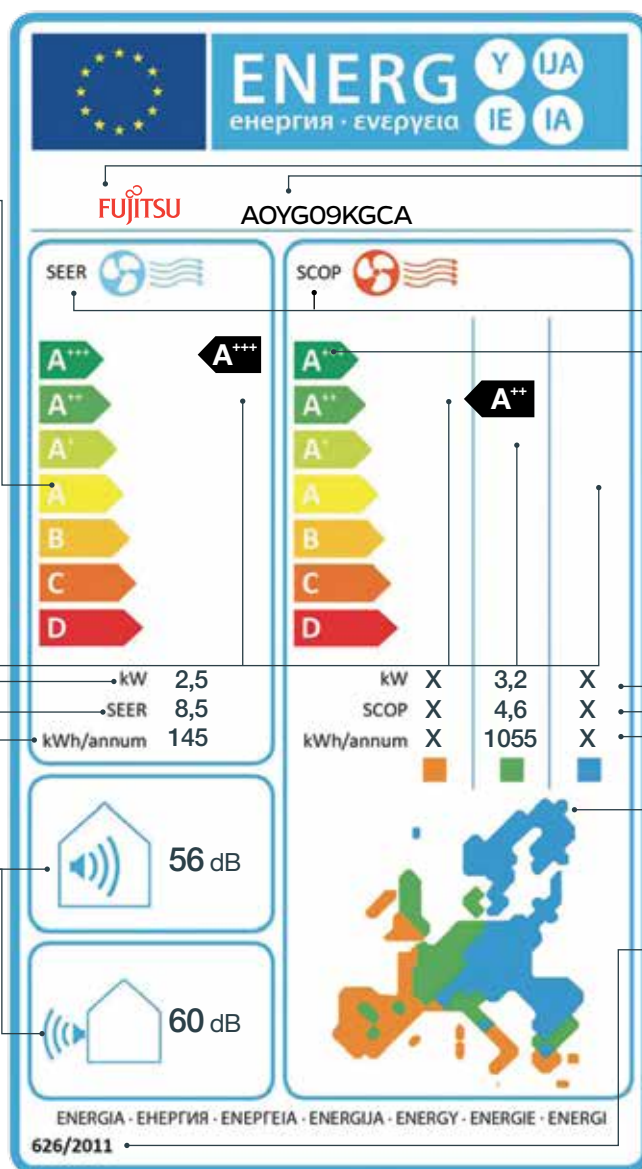 ENERG Y IJA
енергия · ενεργεια IE IA
FUJITSU AOYG09KGCA
SEER
A+++ A+++
A++
A+
A
B
C
D
kW 2,5
SEER 8,5
kWh/annum 145
SCOP
A+++
A++ A++
A+
A
B
C
D
kW X 3,2 X
SCOP X 4,6 X
kWh/annum X 1055 X
56 dB
60 dB
ENERGIA · ЕНЕРГИЯ · ΕΝΕΡΓΕΙΑ · ENERGIJA · ENERGY · ENERGIE · ENERGI
626/2011